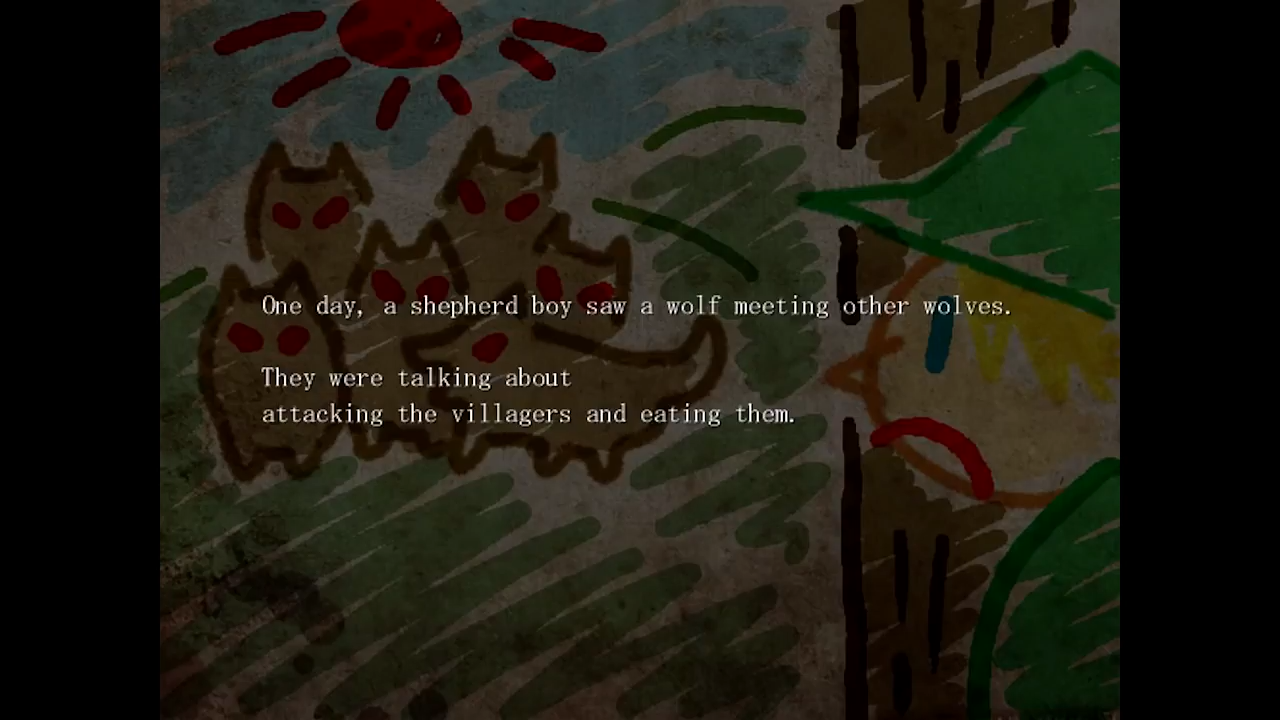 One day, a shepherd boy saw a wolf meeting other wolves.
They were talking about
attacking the villagers and eating them.